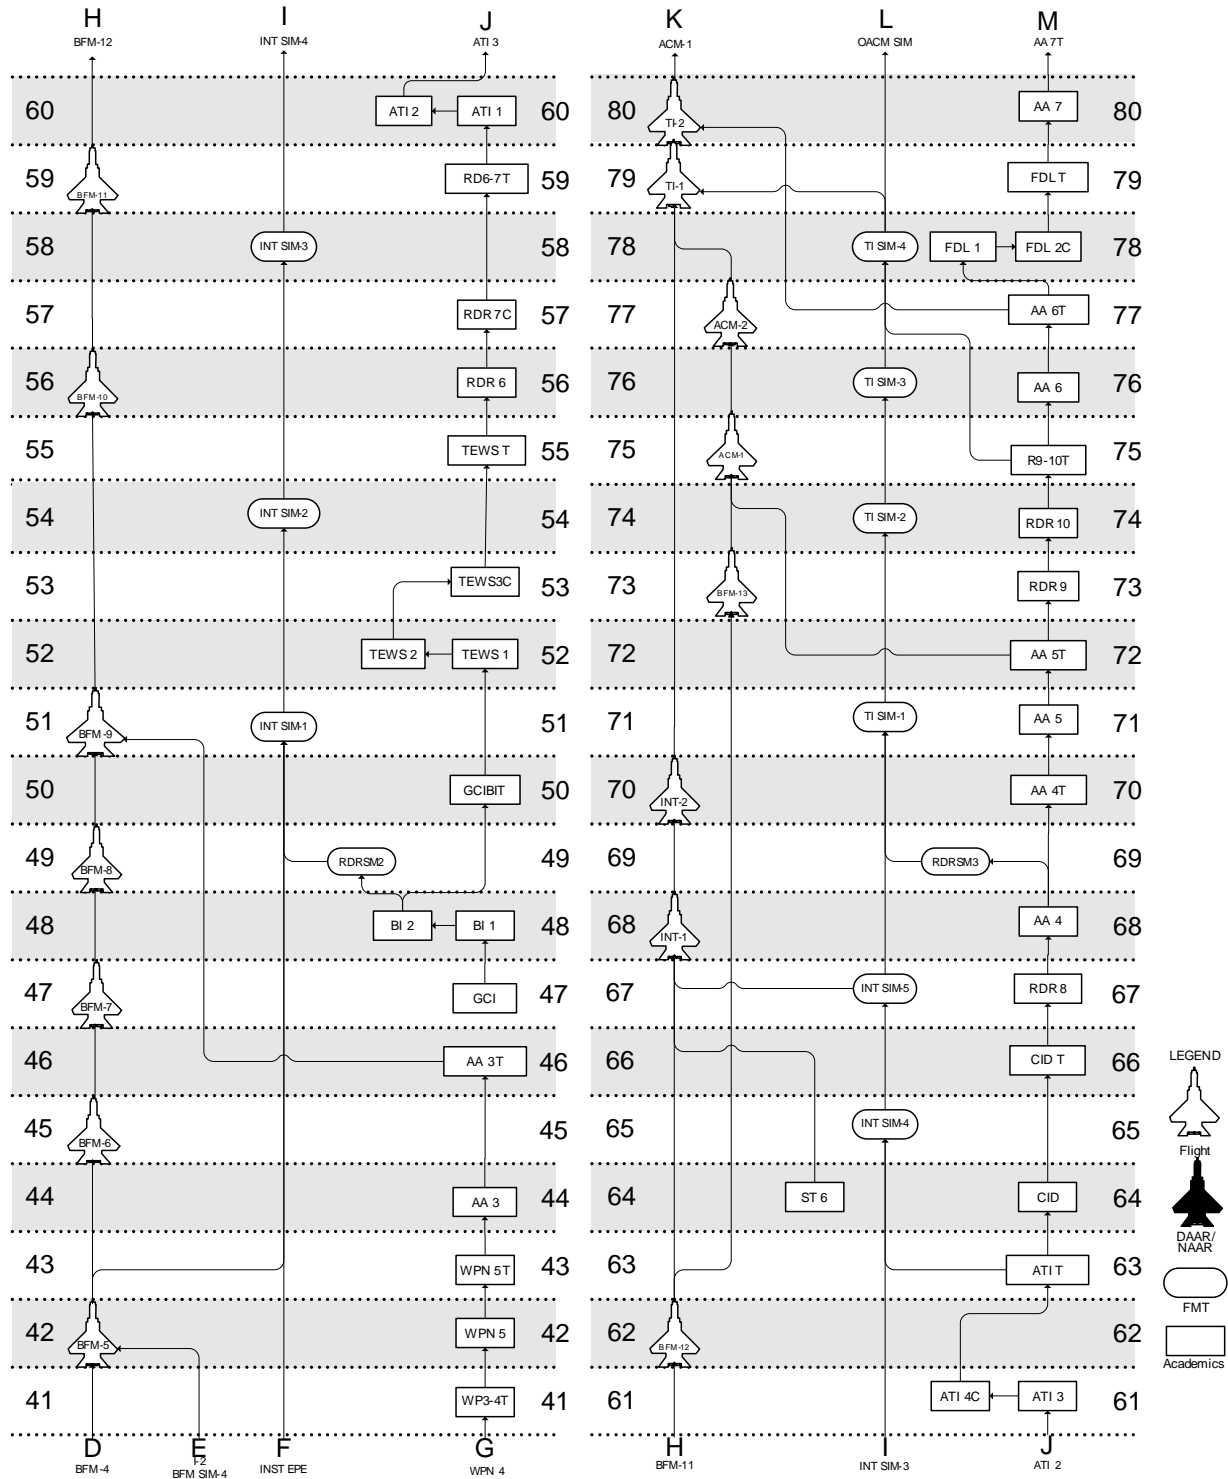 H I J K L M
BFM-12 INT SIM-4 ATI 3 ACM-1 OACM SIM AA 7T
60 ATI 2 ATI 1 60 80 TI-2 AA 7 80
59 BFM-11 RD6-7T 59 79 TI-1 FDL T 79
58 INT SIM-3 58 78 TI SIM-4 FDL 1 FDL 2C 78
57 RDR 7C 57 77 ACM-2 AA 6T 77
56 BFM-10 RDR 6 56 76 TI SIM-3 AA 6 76
55 TEWS T 55 75 ACM-1 R9-10T 75
54 INT SIM-2 54 74 TI SIM-2 RDR 10 74
53 TEWS3C 53 73 BFM-13 RDR 9 73
52 TEWS 2 TEWS 1 52 72 AA 5T 72
51 BFM-9 INT SIM-1 51 71 TI SIM-1 AA 5 71
50 GCIBIT 50 70 INT-2 AA 4T 70
49 BFM-8 RDRSM2 49 69 RDRSM3 69
48 BI 2 BI 1 48 68 INT-1 AA 4 68
47 BFM-7 GCI 47 67 INT SIM-5 RDR 8 67
46 AA 3T 46 66 CID T 66
45 BFM-6 45 65 INT SIM-4 65
44 AA 3 44 64 ST 6 CID 64
43 WPN 5T 43 63 ATI T 63
42 BFM-5 WPN 5 42 62 BFM-12 62
41 WP3-4T 41 61 ATI 4C ATI 3 61
D E F G H I J
BFM-4 I-2 INST EPE WPN 4 BFM-11 INT SIM-3 ATI 2
BFM SIM-4
LEGEND
Flight
DAAR/
NAAR
FMT
Academics